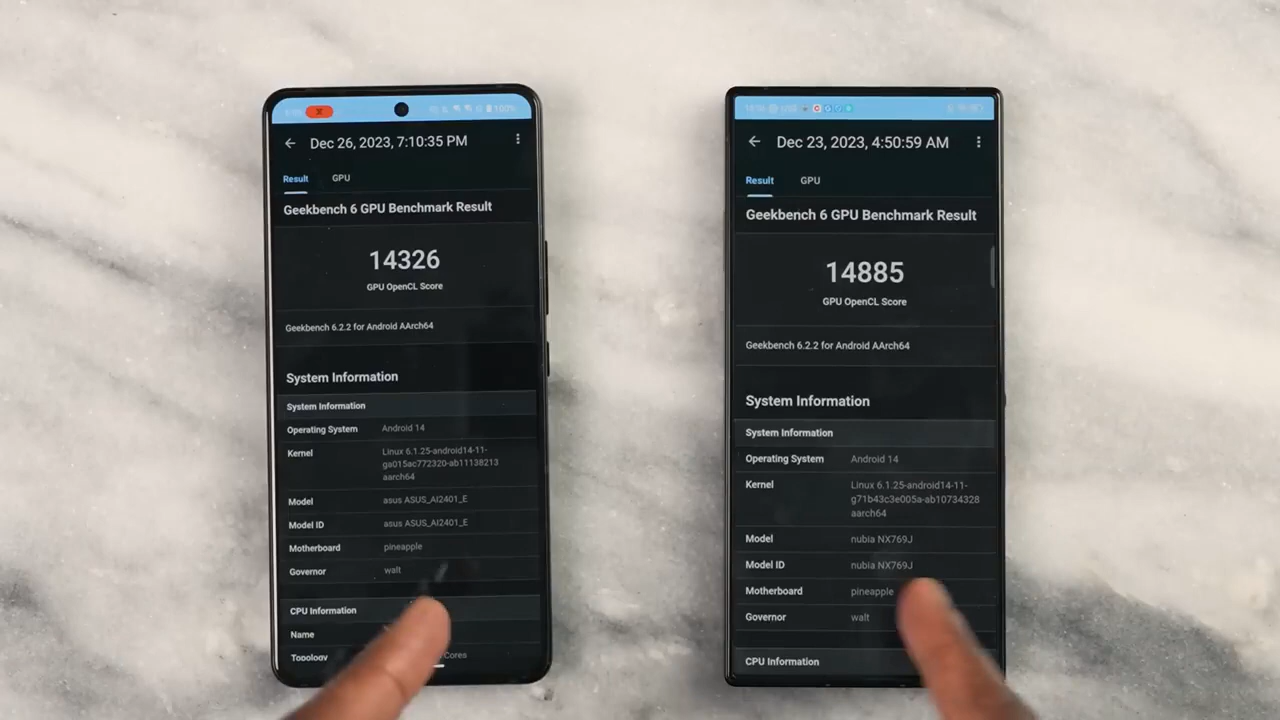 100%
Dec 26, 2023, 7:10:35 PM
Result GPU
Geekbench 6 GPU Benchmark Result
14326
GPU OpenCL Score
Geekbench 6.2.2 for Android AArch64
System Information
System Information
Operating System Android 14
Kernel Linux 6.1.25-android14-11-
ga015ac772320-ab11138213
aarch64
Model asus ASUS_AI2401_E
Model ID asus ASUS_AI2401_E
Motherboard pineapple
Governor walt
CPU Information
Name
Topology Cores
Dec 23, 2023, 4:50:59 AM
Result GPU
Geekbench 6 GPU Benchmark Result
14885
GPU OpenCL Score
Geekbench 6.2.2 for Android AArch64
System Information
System Information
Operating System Android 14
Kernel Linux 6.1.25-android14-11-
g71b43c3e005a-ab10734328
aarch64
Model nubia NX769J
Model ID nubia NX769J
Motherboard pineapple
Governor walt
CPU Information